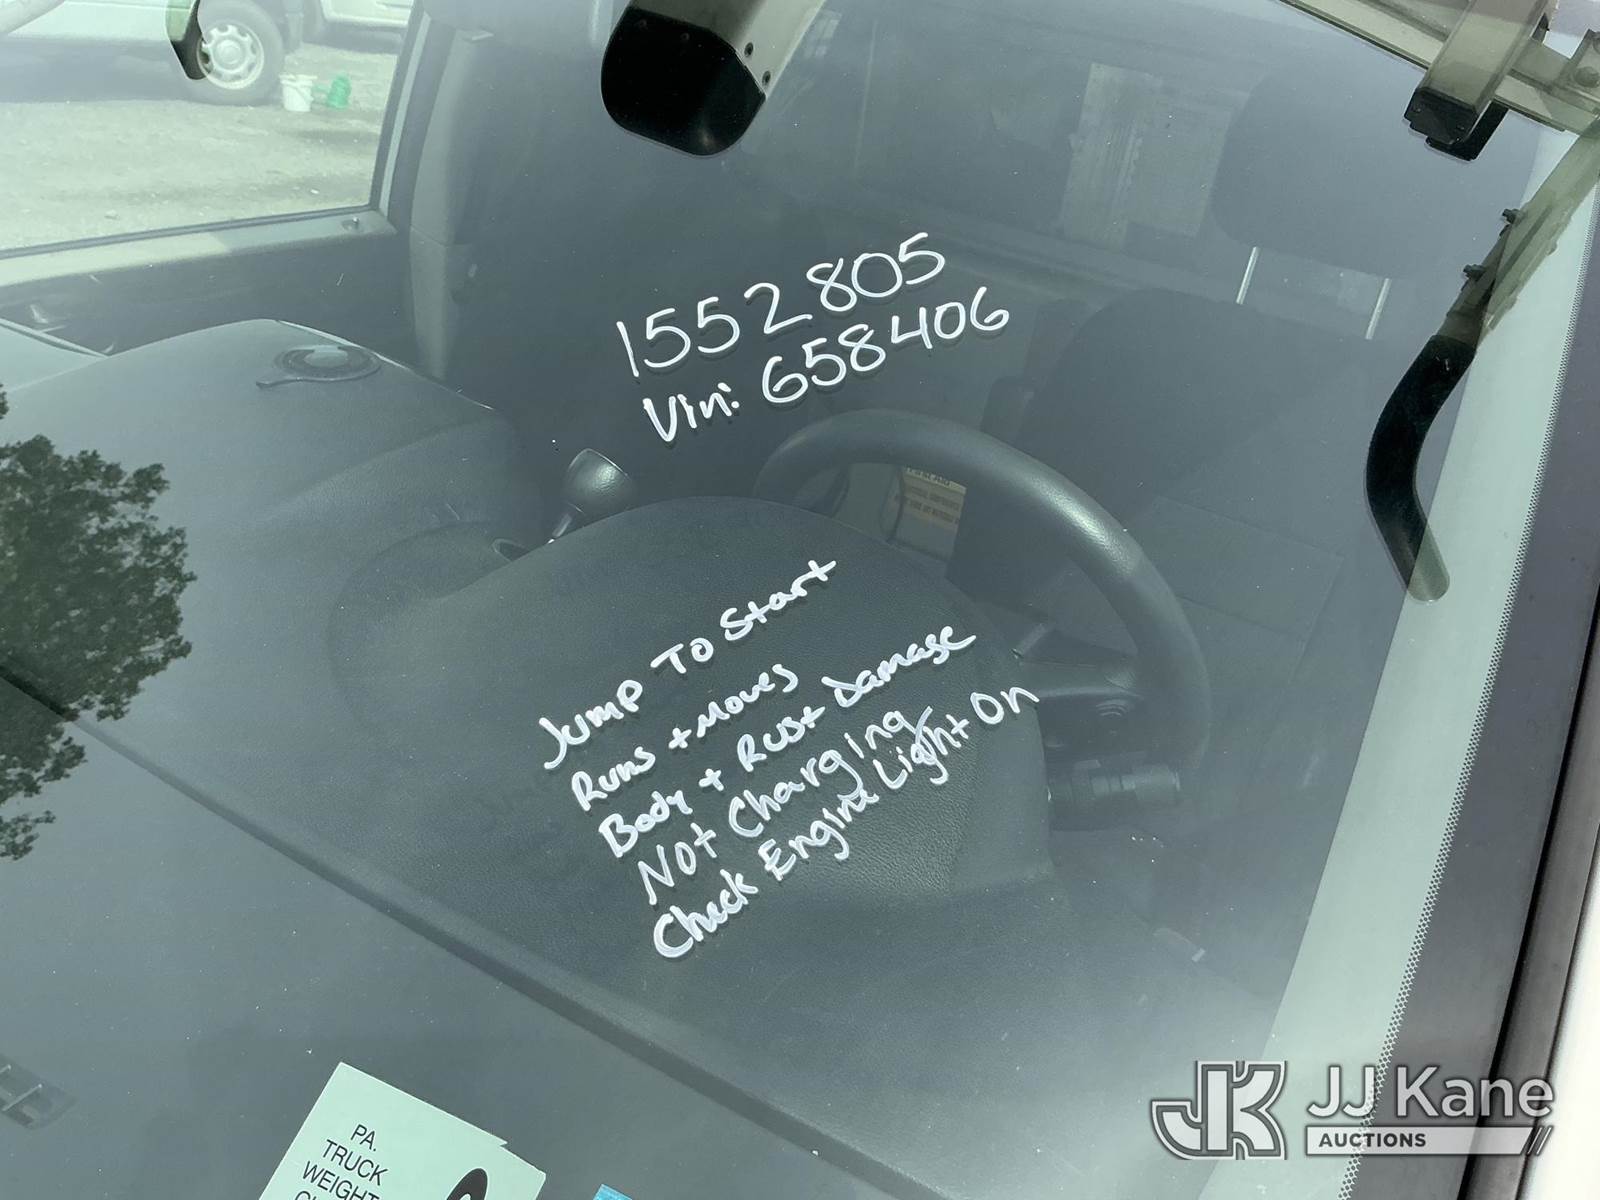 1552805
Vin: 658406
Jump To Start
Runs + Moves
Body + Rust Damage
Not Charging
Check Engine Light On
PA.
TRUCK
WEIGHT
JJ Kane
AUCTIONS